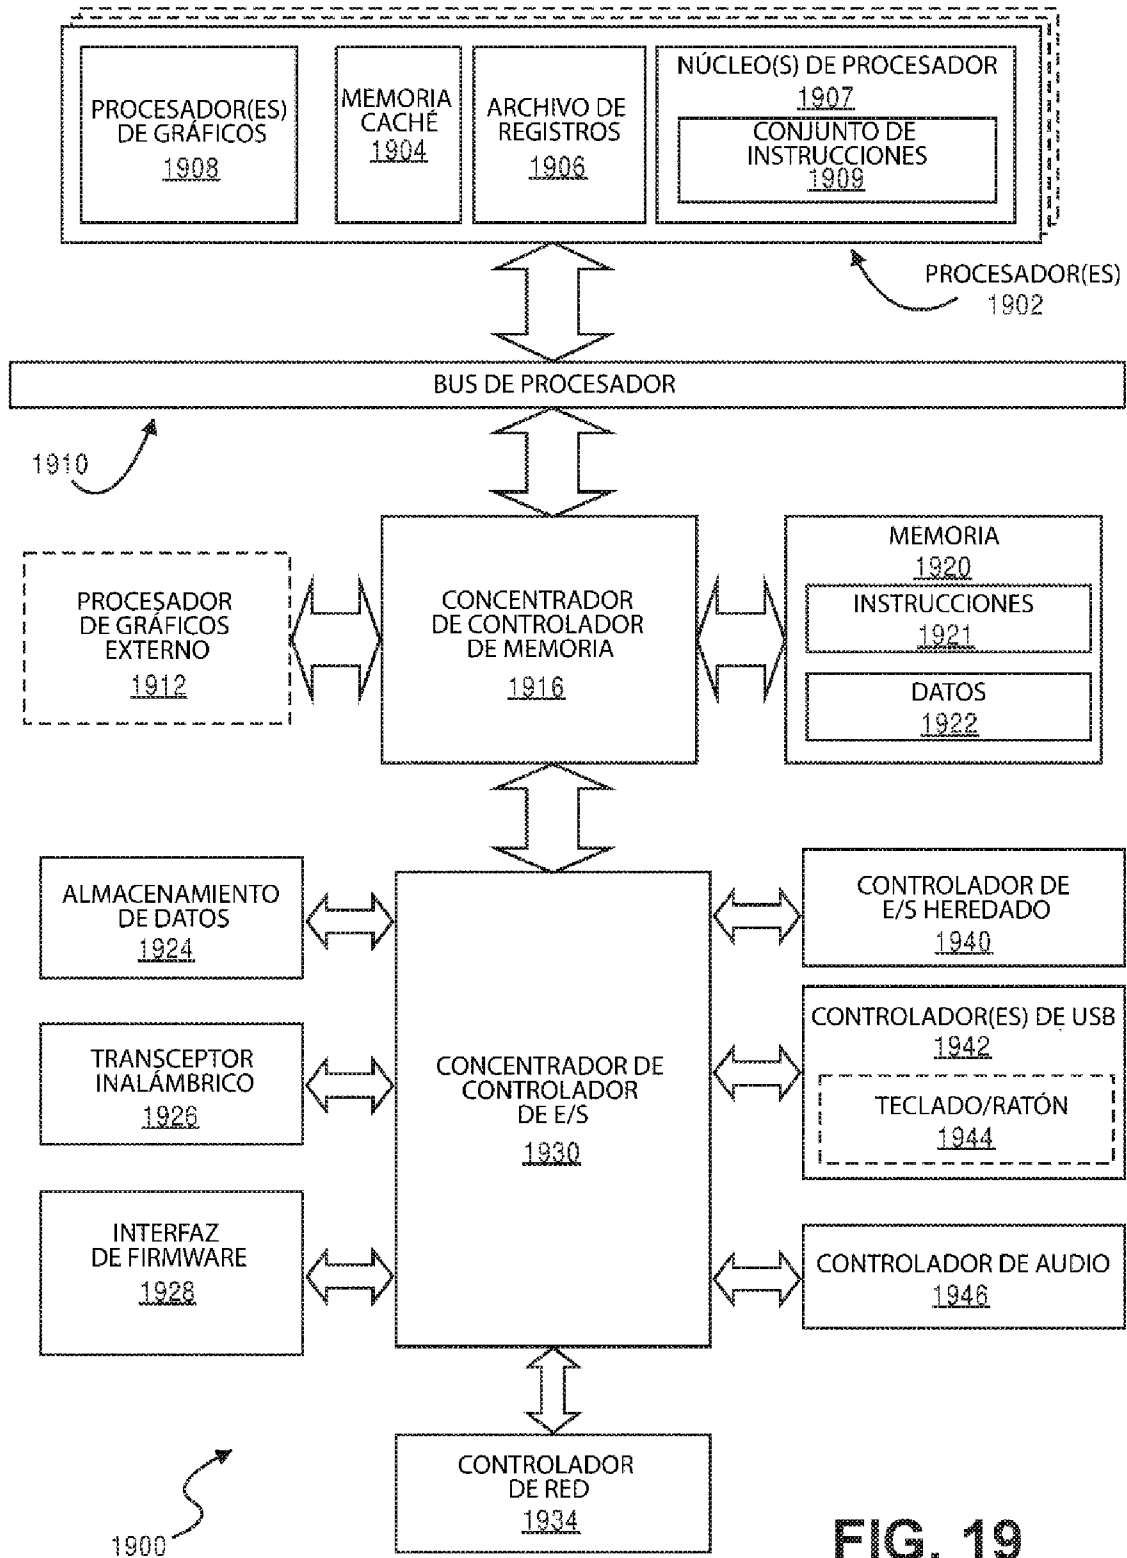 PROCESADOR(ES)
DE GRÁFICOS
1908
MEMORIA
CACHÉ
1904
ARCHIVO DE
REGISTROS
1906
NÚCLEO(S) DE PROCESADOR
1907
CONJUNTO DE
INSTRUCCIONES
1909
PROCESADOR(ES)
1902
BUS DE PROCESADOR
1910
PROCESADOR
DE GRÁFICOS
EXTERNO
1912
CONCENTRADOR
DE CONTROLADOR
DE MEMORIA
1916
MEMORIA
1920
INSTRUCCIONES
1921
DATOS
1922
ALMACENAMIENTO
DE DATOS
1924
TRANSCEPTOR
INALÁMBRICO
1926
INTERFAZ
DE FIRMWARE
1928
CONCENTRADOR DE
CONTROLADOR
DE E/S
1930
CONTROLADOR DE
E/S HEREDADO
1940
CONTROLADOR(ES) DE USB
1942
TECLADO/RATÓN
1944
CONTROLADOR DE AUDIO
1946
CONTROLADOR
DE RED
1934
1900
FIG. 19